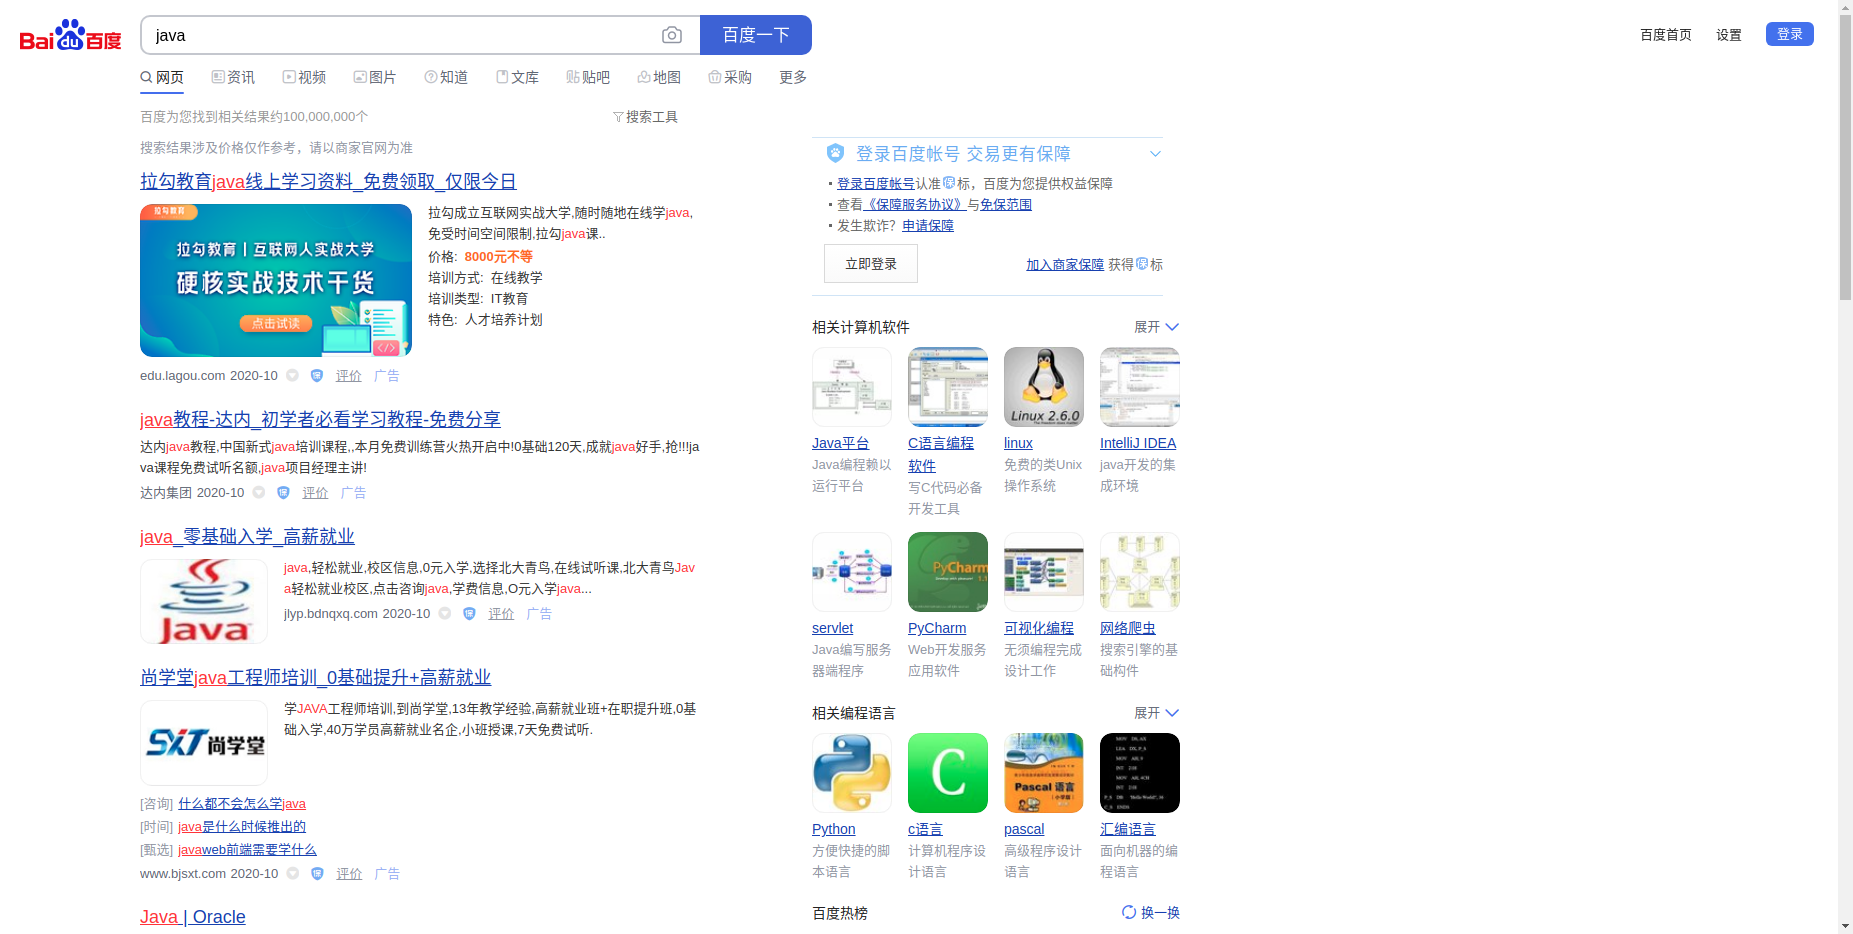 Bai du 百度
java
百度一下
百度首页 设置 登录
网页 资讯 视频 图片 知道 文库 贴吧 地图 采购 更多
百度为您找到相关结果约100,000,000个
搜索工具
搜索结果涉及价格仅作参考，请以商家官网为准
拉勾教育java线上学习资料_免费领取_仅限今日
拉勾教育
拉勾教育丨互联网人实战大学
硬核实战技术干货
点击试读
</>
拉勾成立互联网实战大学,随时随地在线学java,
免受时间空间限制,拉勾java课..
价格: 8000元不等
培训方式: 在线教学
培训类型: IT教育
特色: 人才培养计划
edu.lagou.com 2020-10 保 评价 广告
java教程-达内_初学者必看学习教程-免费分享
达内java教程,中国新式java培训课程,,本月免费训练营火热开启中!0基础120天,成就java好手,抢!!!ja
va课程免费试听名额,java项目经理主讲!
达内集团 2020-10 保 评价 广告
java_零基础入学_高薪就业
Java
java,轻松就业,校区信息,0元入学,选择北大青鸟,在线试听课,北大青鸟Jav
a轻松就业校区,点击咨询java,学费信息,O元入学java...
jlyp.bdnqxq.com 2020-10 保 评价 广告
尚学堂java工程师培训_0基础提升+高薪就业
SXT 尚学堂
学JAVA工程师培训,到尚学堂,13年教学经验,高薪就业班+在职提升班,0基
础入学,40万学员高薪就业名企,小班授课,7天免费试听.
[咨询] 什么都不会怎么学java
[时间] java是什么时候推出的
[甄选] javaweb前端需要学什么
www.bjsxt.com 2020-10 保 评价 广告
Java | Oracle
登录百度帐号 交易更有保障
登录百度帐号认准保标，百度为您提供权益保障
查看《保障服务协议》与免保范围
发生欺诈？申请保障
立即登录
加入商家保障 获得保标
相关计算机软件 展开
Linux 2.6.0
Java平台
Java编程赖以
运行平台
C语言编程
软件
写C代码必备
开发工具
linux
免费的类Unix
操作系统
IntelliJ IDEA
java开发的集
成环境
PyCharm
servlet
Java编写服务
器端程序
PyCharm
Web开发服务
应用软件
可视化编程
无须编程完成
设计工作
网络爬虫
搜索引擎的基
础构件
相关编程语言 展开
C
Pascal 语言
Python
方便快捷的脚
本语言
c语言
计算机程序设
计语言
pascal
高级程序设计
语言
汇编语言
面向机器的编
程语言
百度热榜 换一换